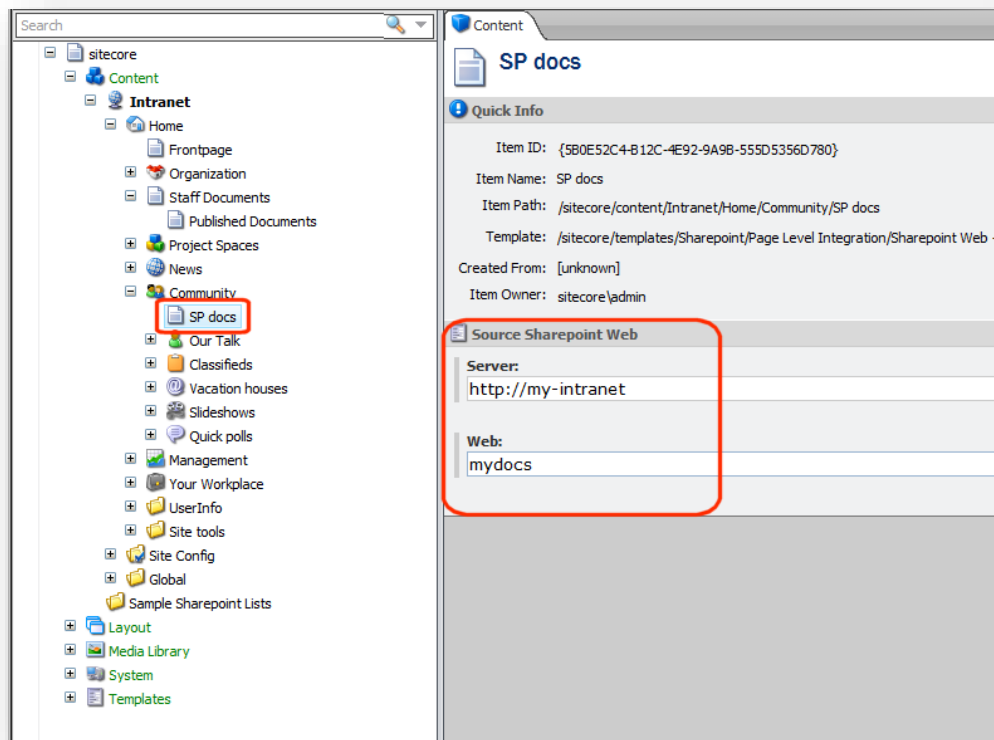 Search
sitecore
Content
Intranet
Home
Frontpage
Organization
Staff Documents
Published Documents
Project Spaces
News
Community
SP docs
Our Talk
Classifieds
Vacation houses
Slideshows
Quick polls
Management
Your Workplace
UserInfo
Site tools
Site Config
Global
Sample Sharepoint Lists
Layout
Media Library
System
Templates
Content
SP docs
Quick Info
Item ID: {5B0E52C4-B12C-4E92-9A9B-555D5356D780}
Item Name: SP docs
Item Path: /sitecore/content/Intranet/Home/Community/SP docs
Template: /sitecore/templates/Sharepoint/Page Level Integration/Sharepoint Web -
Created From: [unknown]
Item Owner: sitecore\admin
Source Sharepoint Web
Server:
http://my-intranet
Web:
mydocs